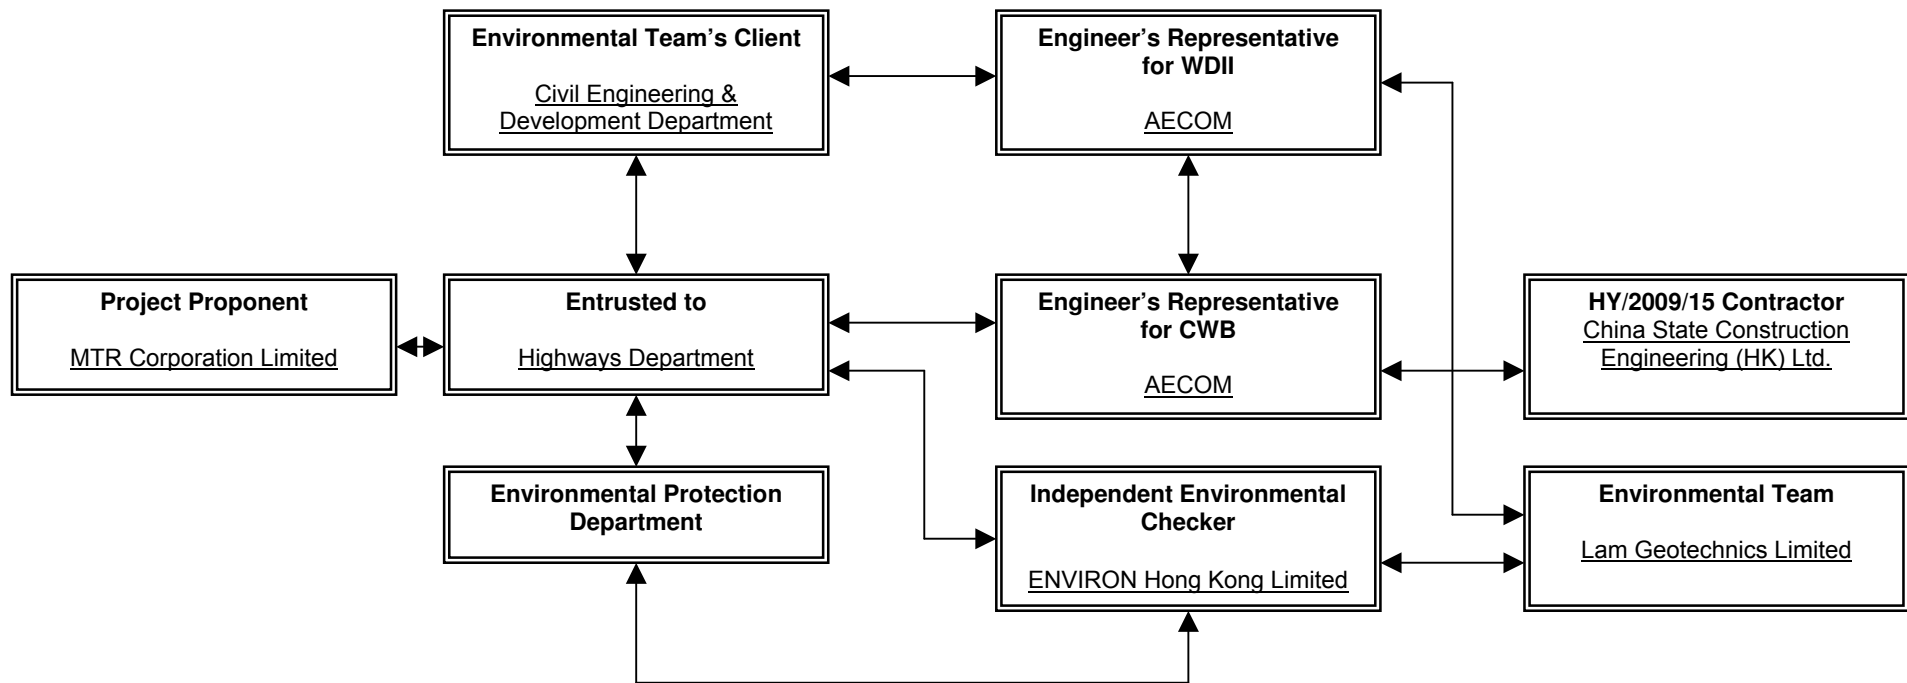 Environmental Team’s Client
Civil Engineering &
Development Department
Engineer’s Representative
for WDII
AECOM
Project Proponent
MTR Corporation Limited
Entrusted to
Highways Department
Engineer’s Representative
for CWB
AECOM
HY/2009/15 Contractor
China State Construction
Engineering (HK) Ltd.
Environmental Protection
Department
Independent Environmental
Checker
ENVIRON Hong Kong Limited
Environmental Team
Lam Geotechnics Limited